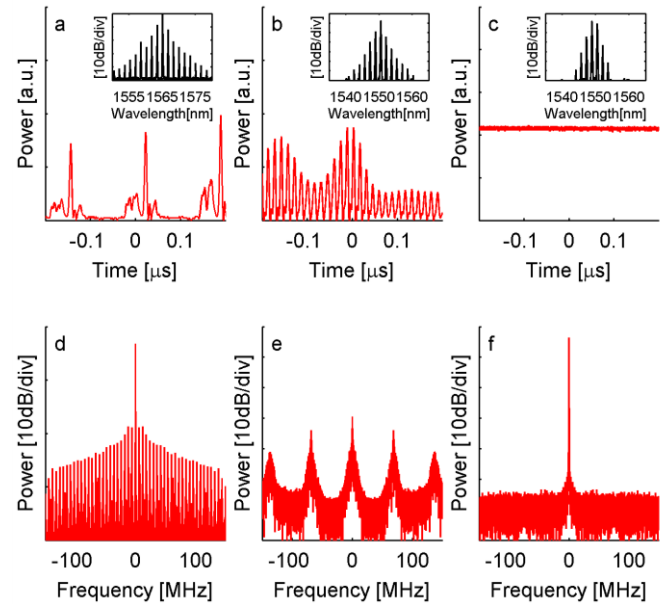 a
[10dB/div]
1555 1565 1575
Wavelength[nm]
Power [a.u.]
-0.1 0 0.1
Time [μs]
b
[10dB/div]
1540 1550 1560
Wavelength[nm]
Power [a.u.]
-0.1 0 0.1
Time [μs]
c
[10dB/div]
1540 1550 1560
Wavelength[nm]
Power [a.u.]
-0.1 0 0.1
Time [μs]
d
Power [10dB/div]
-100 0 100
Frequency [MHz]
e
Power [10dB/div]
-100 0 100
Frequency [MHz]
f
Power [10dB/div]
-100 0 100
Frequency [MHz]